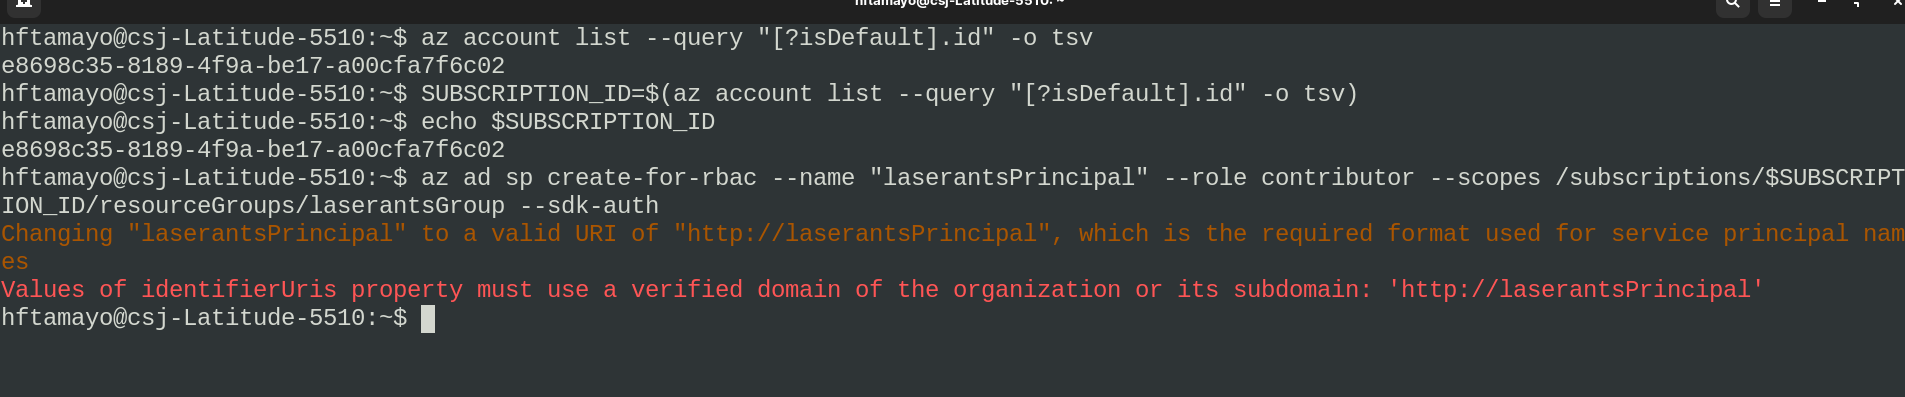 hftamayo@csj-Latitude-5510: ~
hftamayo@csj-Latitude-5510:~$ az account list --query "[?isDefault].id" -o tsv
e8698c35-8189-4f9a-be17-a00cfa7f6c02
hftamayo@csj-Latitude-5510:~$ SUBSCRIPTION_ID=$(az account list --query "[?isDefault].id" -o tsv)
hftamayo@csj-Latitude-5510:~$ echo $SUBSCRIPTION_ID
e8698c35-8189-4f9a-be17-a00cfa7f6c02
hftamayo@csj-Latitude-5510:~$ az ad sp create-for-rbac --name "laserantsPrincipal" --role contributor --scopes /subscriptions/$SUBSCRIPT
ION_ID/resourceGroups/laserantsGroup --sdk-auth
Changing "laserantsPrincipal" to a valid URI of "http://laserantsPrincipal", which is the required format used for service principal nam
es
Values of identifierUris property must use a verified domain of the organization or its subdomain: 'http://laserantsPrincipal'
hftamayo@csj-Latitude-5510:~$